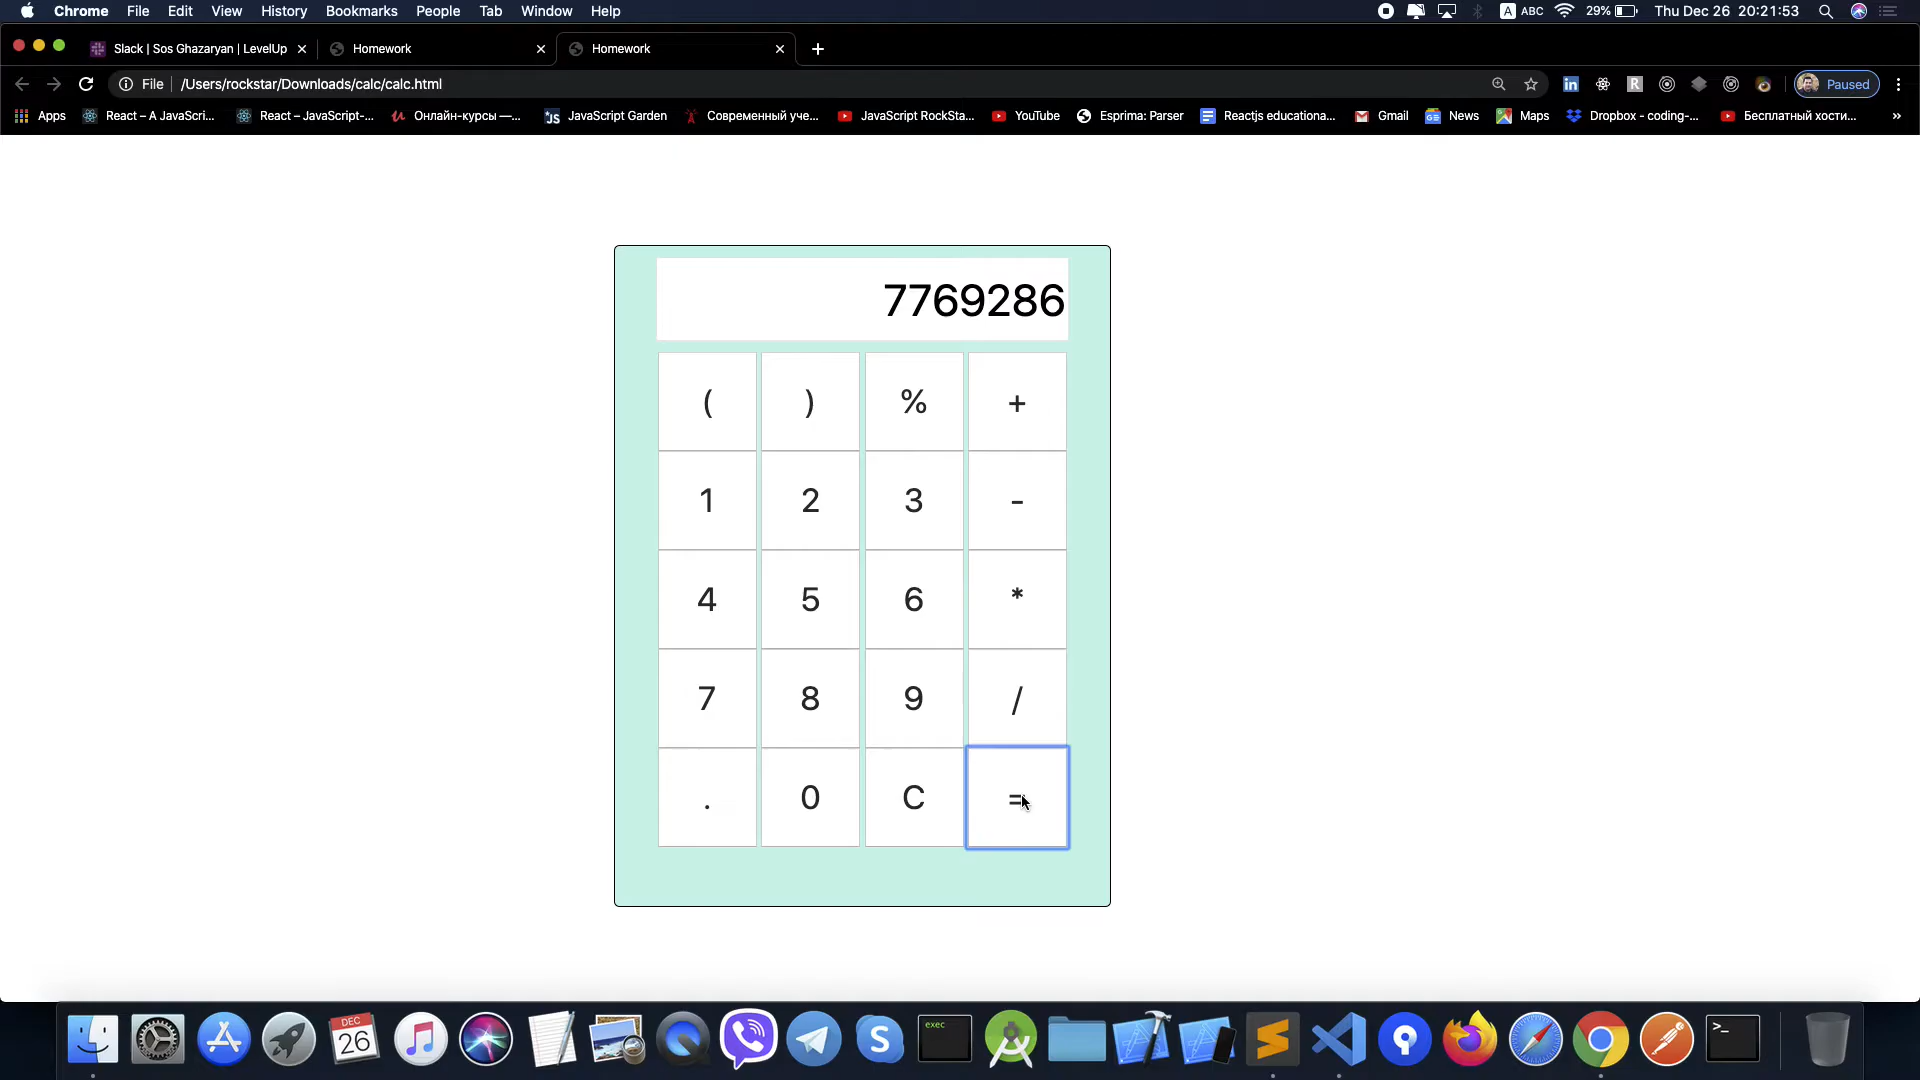 Chrome File Edit View History Bookmarks People Tab Window Help A ABC 29% Thu Dec 26 20:21:53
Slack | Sos Ghazaryan | LevelUp Homework Homework
File /Users/rockstar/Downloads/calc/calc.html Paused
Apps React – A JavaScri... React – JavaScript-... Онлайн-курсы —... JS JavaScript Garden Современный уче... JavaScript RockSta... YouTube Esprima: Parser Reactjs educationa... Gmail News Maps Dropbox - coding-... Бесплатный хости... »
7769286
( ) % +
1 2 3 -
4 5 6 *
7 8 9 /
. 0 C =
DEC
26
exec
>_